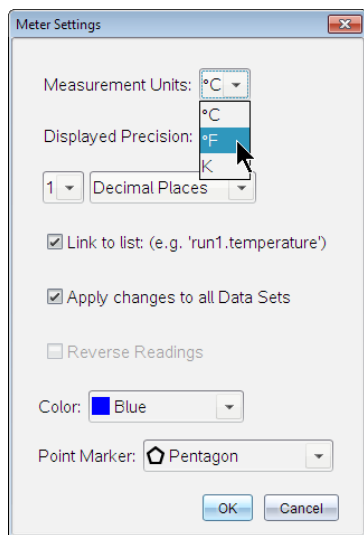 Meter Settings
Measurement Units: °C
°C
Displayed Precision: °F
K
1 Decimal Places
Link to list: (e.g. 'run1.temperature')
Apply changes to all Data Sets
Reverse Readings
Color: Blue
Point Marker: Pentagon
OK Cancel